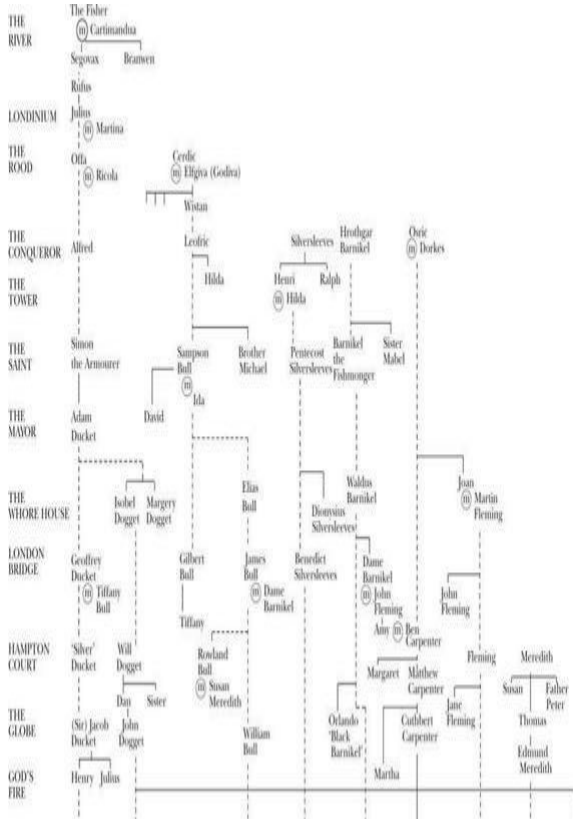 THE
RIVER
The Fisher
m Cartimandua
Segovax
Branwen
Rufus
LONDINIUM
Julius
m Martina
THE
ROOD
Offa
m Ricola
Cerdic
m Elfgiva (Godiva)
Wistan
THE
CONQUEROR
Alfred
Leofric
Hilda
Silversleeves
Hrothgar
Barnikel
Osric
m Dorkes
THE
TOWER
Henri
m Hilda
Ralph
THE
SAINT
Simon
the Armourer
Sampson
Bull
m
Ida
Brother
Michael
Pentecost
Silversleeves
Barnikel
the
Fishmonger
Sister
Mabel
THE
MAYOR
Adam
Ducket
David
THE
WHORE HOUSE
Isobel
Dogget
Margery
Dogget
Elias
Bull
Dionysius
Silversleeves
Waldus
Barnikel
Joan
m Martin
Fleming
LONDON
BRIDGE
Geoffrey
Ducket
m Tiffany
Bull
Gilbert
Bull
Tiffany
James
Bull
m Dame
Barnikel
Benedict
Silversleeves
Dame
Barnikel
m John
Fleming
Amy m Ben
Carpenter
John
Fleming
HAMPTON
COURT
'Silver'
Ducket
Will
Dogget
Dan
Sister
Rowland
Bull
m Susan
Meredith
Margaret
Matthew
Carpenter
Fleming
Meredith
Susan
Father
Peter
THE
GLOBE
(Sir) Jacob
Ducket
John
Dogget
William
Bull
Orlando
'Black
Barnikel'
Cuthbert
Carpenter
Jane
Fleming
Thomas
Martha
Edmund
Meredith
GOD'S
FIRE
Henry
Julius